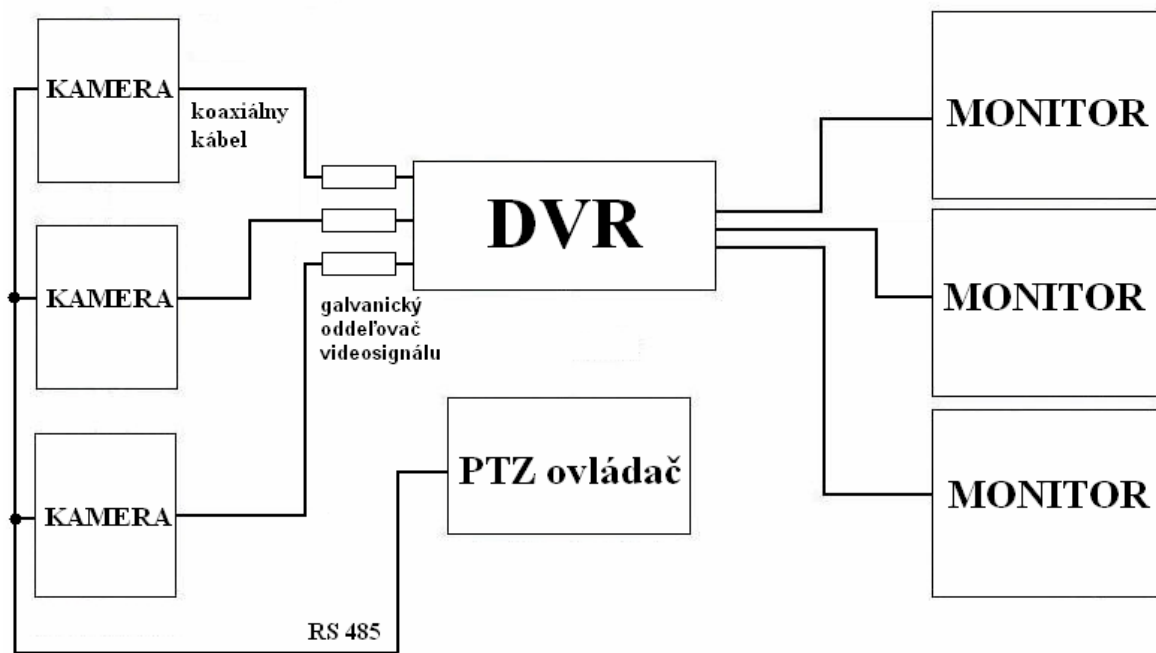 KAMERA
koaxiálny
kábel
MONITOR
DVR
KAMERA
MONITOR
galvanický
oddeľovač
videosignálu
PTZ ovládač
KAMERA
MONITOR
RS 485